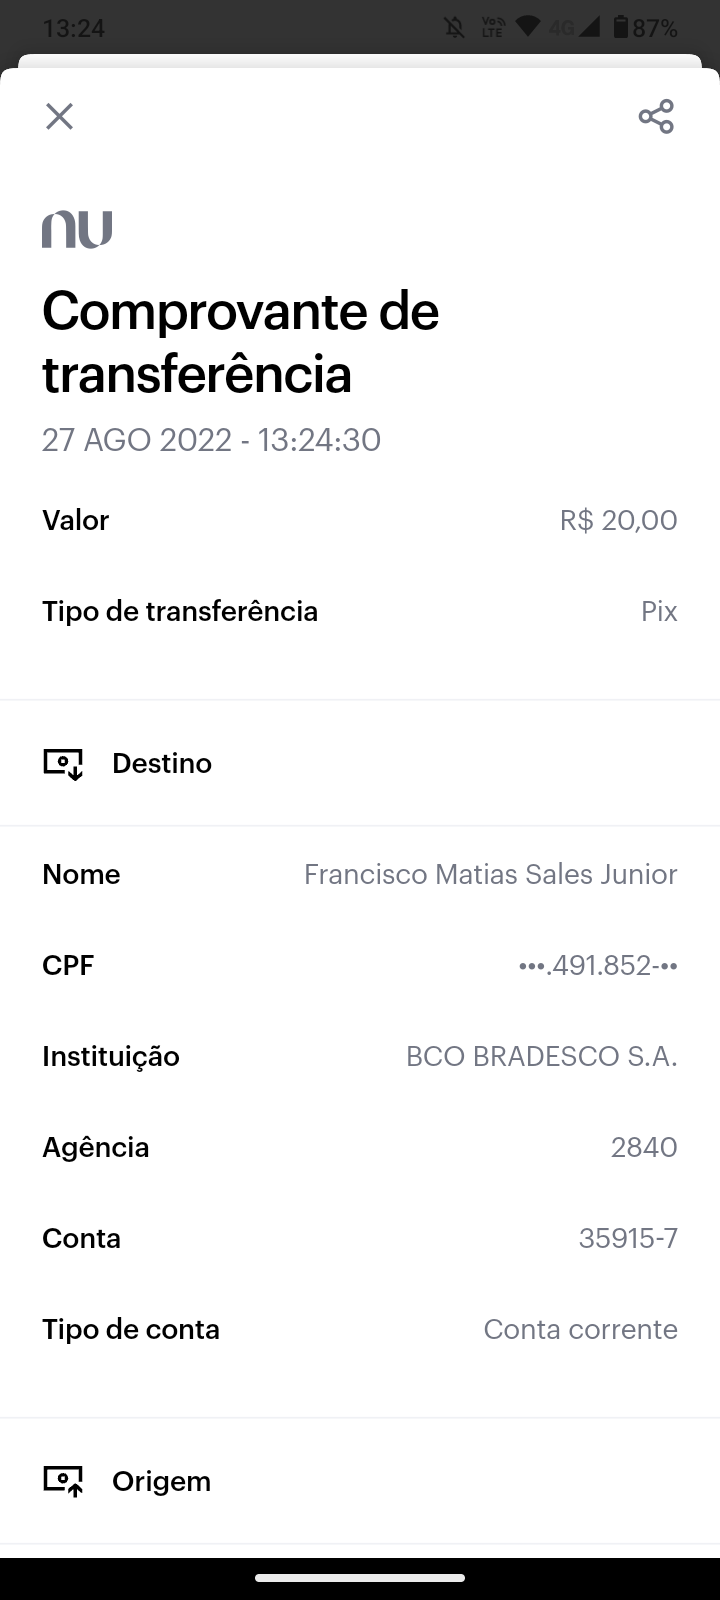 13:24
Vo
LTE
4G
87%
nu
Comprovante de
transferência
27 AGO 2022 - 13:24:30
Valor R$ 20,00
Tipo de transferência Pix
Destino
Nome Francisco Matias Sales Junior
CPF •••.491.852-••
Instituição BCO BRADESCO S.A.
Agência 2840
Conta 35915-7
Tipo de conta Conta corrente
Origem